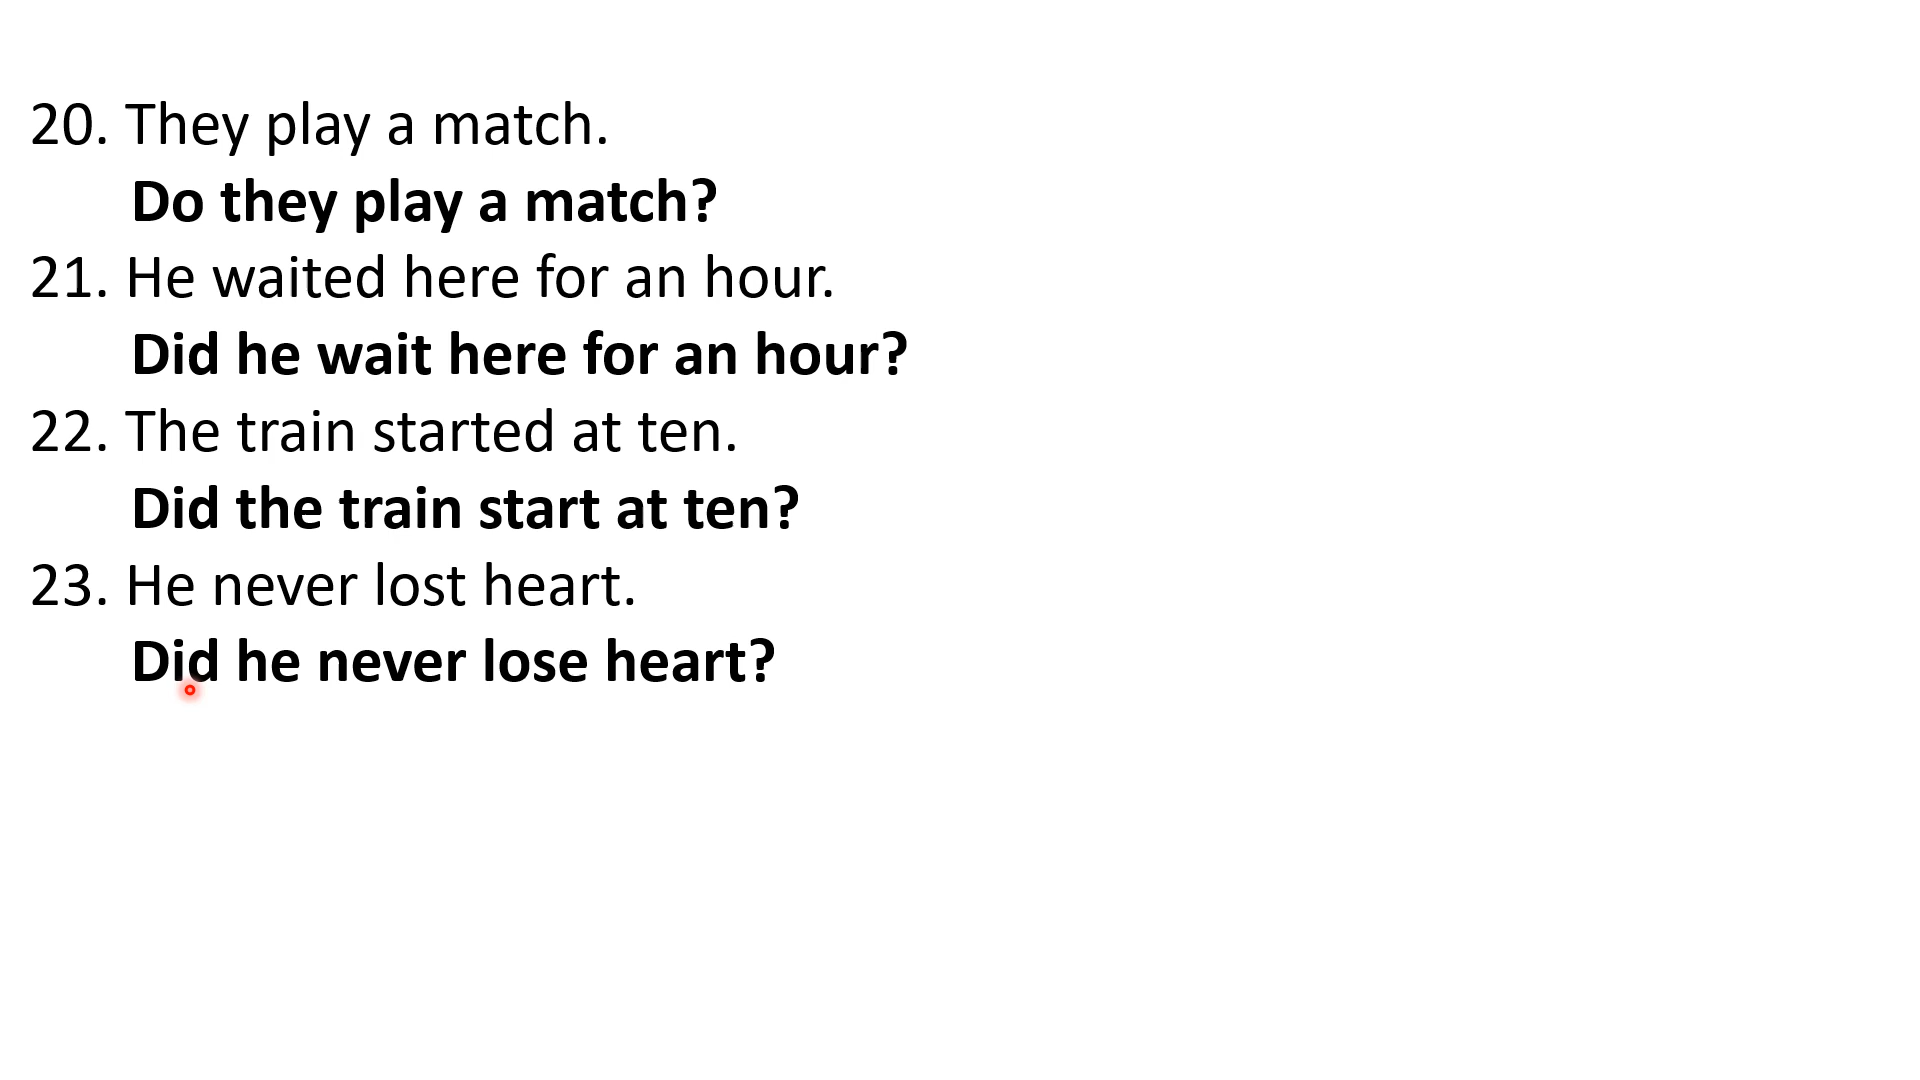 20. They play a match.
Do they play a match?
21. He waited here for an hour.
Did he wait here for an hour?
22. The train started at ten.
Did the train start at ten?
23. He never lost heart.
Did he never lose heart?